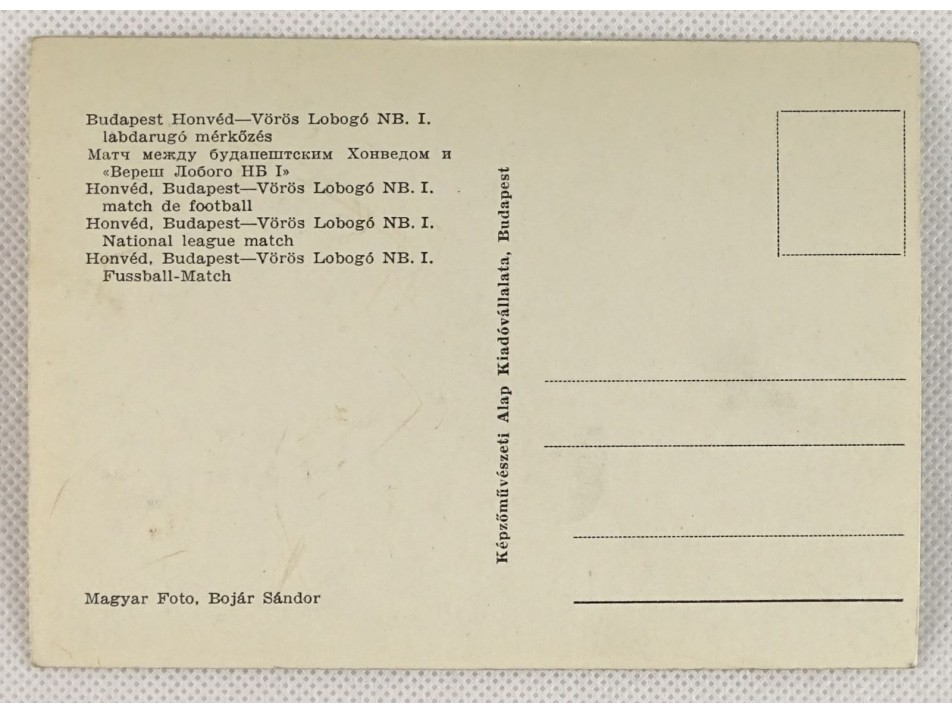 Budapest Honvéd—Vörös Lobogó NB. I.
labdarugó mérkőzés
Матч между будапештским Хонведом и
«Вереш Лобого НБ I»
Honvéd, Budapest—Vörös Lobogó NB. I.
match de football
Honvéd, Budapest—Vörös Lobogó NB. I.
National league match
Honvéd, Budapest—Vörös Lobogó NB. I.
Fussball-Match
Magyar Foto, Bojár Sándor
Képzőművészeti Alap Kiadóvállalata, Budapest